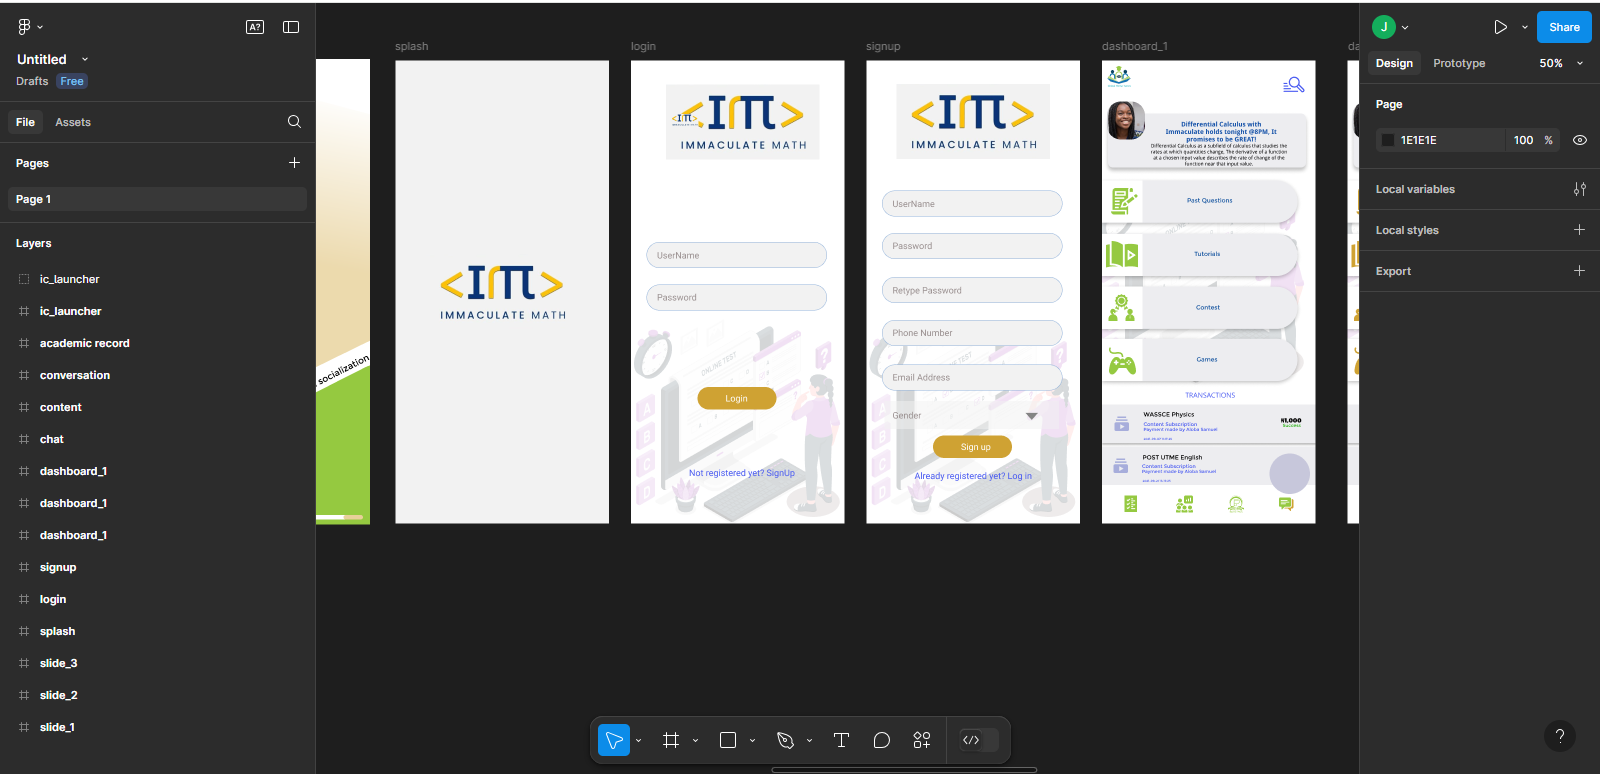 A?
Untitled
Drafts
Free
File
Assets
Pages
Page 1
Layers
ic_launcher
ic_launcher
academic record
conversation
content
chat
dashboard_1
dashboard_1
dashboard_1
signup
login
splash
slide_3
slide_2
slide_1
socialization
splash
IMMACULATE MATH
login
IMMACULATE MATH
UserName
Password
ONLINE TEST
Login
Not registered yet? SignUp
signup
IMMACULATE MATH
UserName
Password
Retype Password
Phone Number
Email Address
Gender
Sign up
Already registered yet? Log in
dashboard_1
Differential Calculus with
Immaculate holds tonight @8PM, It
promises to be GREAT!
Differential Calculus as a subfield of calculus that studies the
rates at which quantities change, The derivative of a function
at a chosen input value describes the rate of change of the
function near that input value.
Past Questions
Tutorials
Contest
Games
TRANSACTIONS
WASSCE Physics
Content Subscription
Payment made by Aloba Samuel
₦1,000
success
POST UTME English
Content Subscription
Payment made by Aloba Samuel
da
J
Share
Design
Prototype
50%
Page
1E1E1E
100
%
Local variables
Local styles
Export
?